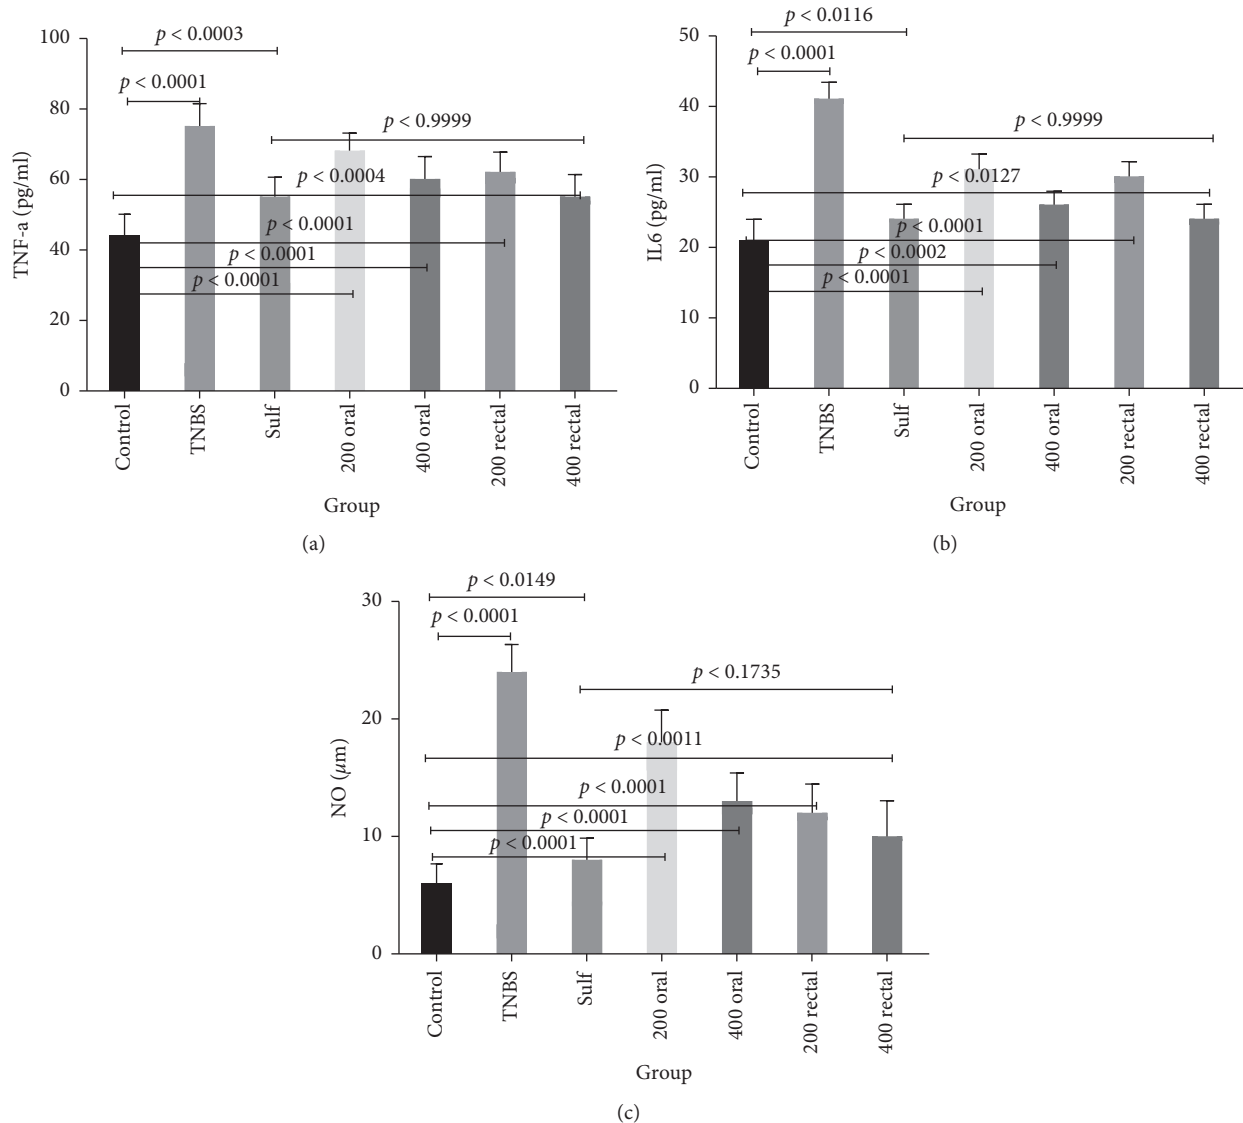 100
80
60
40
20
0
TNF-a (pg/ml)
p < 0.0003
p < 0.0001
p < 0.9999
p < 0.0004
p < 0.0001
p < 0.0001
p < 0.0001
Control
TNBS
Sulf
200 oral
400 oral
200 rectal
400 rectal
Group
(a)
50
40
30
20
10
0
IL6 (pg/ml)
p < 0.0116
p < 0.0001
p < 0.9999
p < 0.0127
p < 0.0001
p < 0.0002
p < 0.0001
Control
TNBS
Sulf
200 oral
400 oral
200 rectal
400 rectal
Group
(b)
30
20
10
0
NO (μm)
p < 0.0149
p < 0.0001
p < 0.1735
p < 0.0011
p < 0.0001
p < 0.0001
p < 0.0001
Control
TNBS
Sulf
200 oral
400 oral
200 rectal
400 rectal
Group
(c)